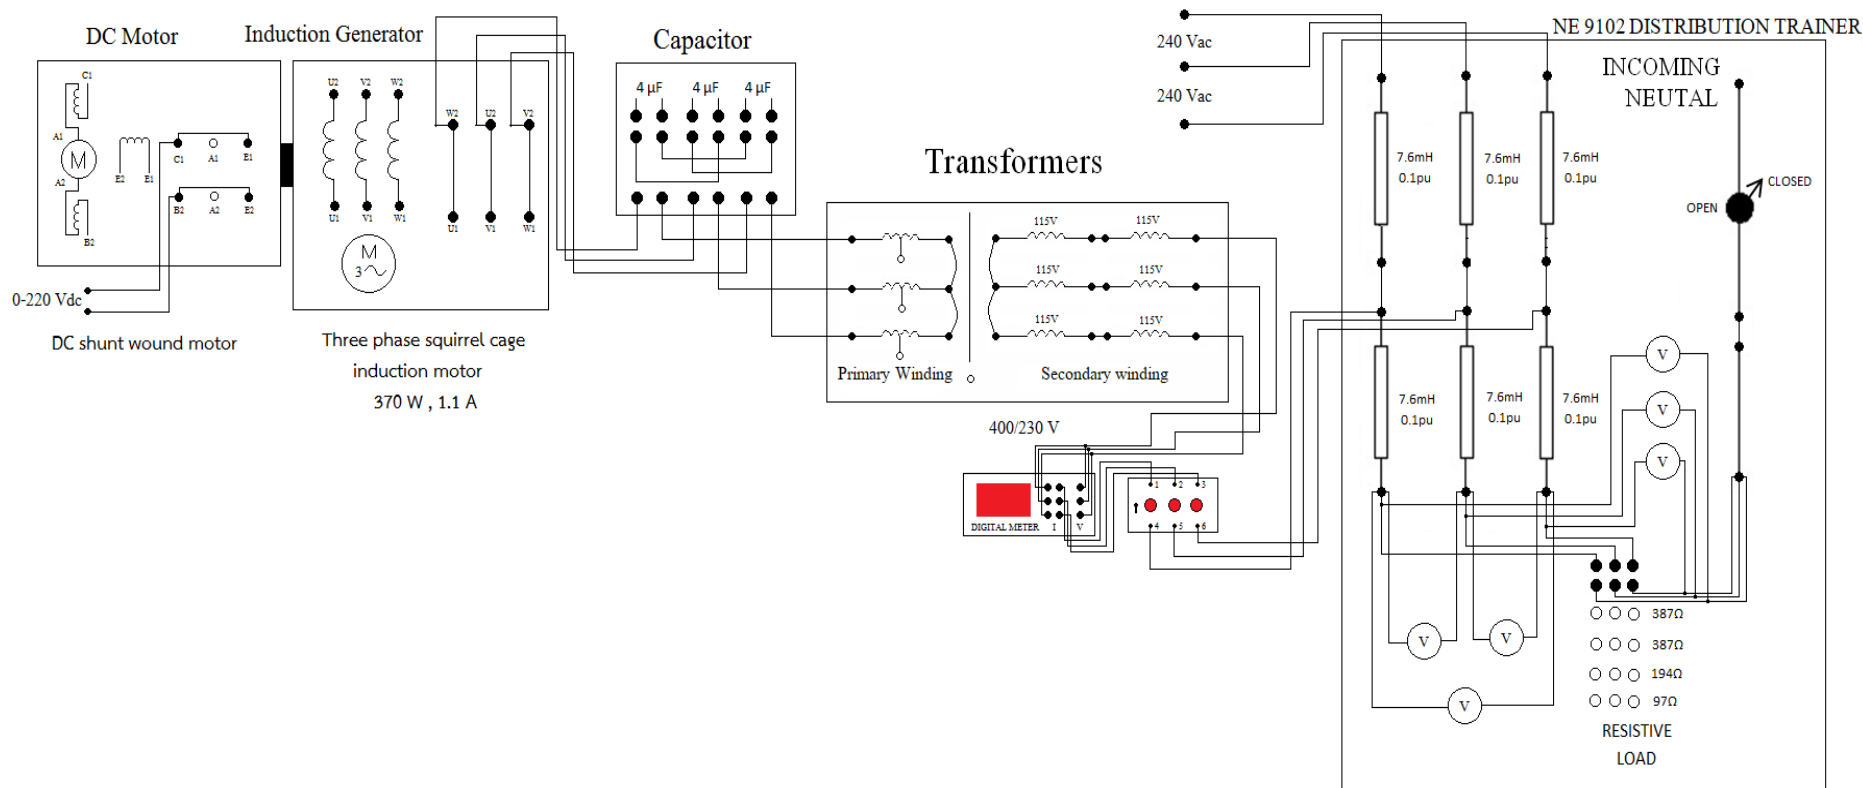 DC Motor
Induction Generator
Capacitor
240 Vac
240 Vac
NE 9102 DISTRIBUTION TRAINER
INCOMING
NEUTAL
CLOSED
OPEN
C1
A1
M
A2
B2
E2
E1
C1
A1
E1
B2
A2
E2
0-220 Vdc
DC shunt wound motor
U2
V2
W2
U1
V1
W1
M
3
W2
U2
V2
U1
V1
W1
Three phase squirrel cage
induction motor
370 W , 1.1 A
4 µF
4 µF
4 µF
Transformers
115V
115V
115V
115V
115V
115V
Primary Winding
Secondary winding
400/230 V
DIGITAL METER
I
V
1
2
3
4
5
6
7.6mH
0.1pu
7.6mH
0.1pu
7.6mH
0.1pu
7.6mH
0.1pu
7.6mH
0.1pu
7.6mH
0.1pu
V
V
V
V
V
V
387Ω
387Ω
194Ω
97Ω
RESISTIVE
LOAD